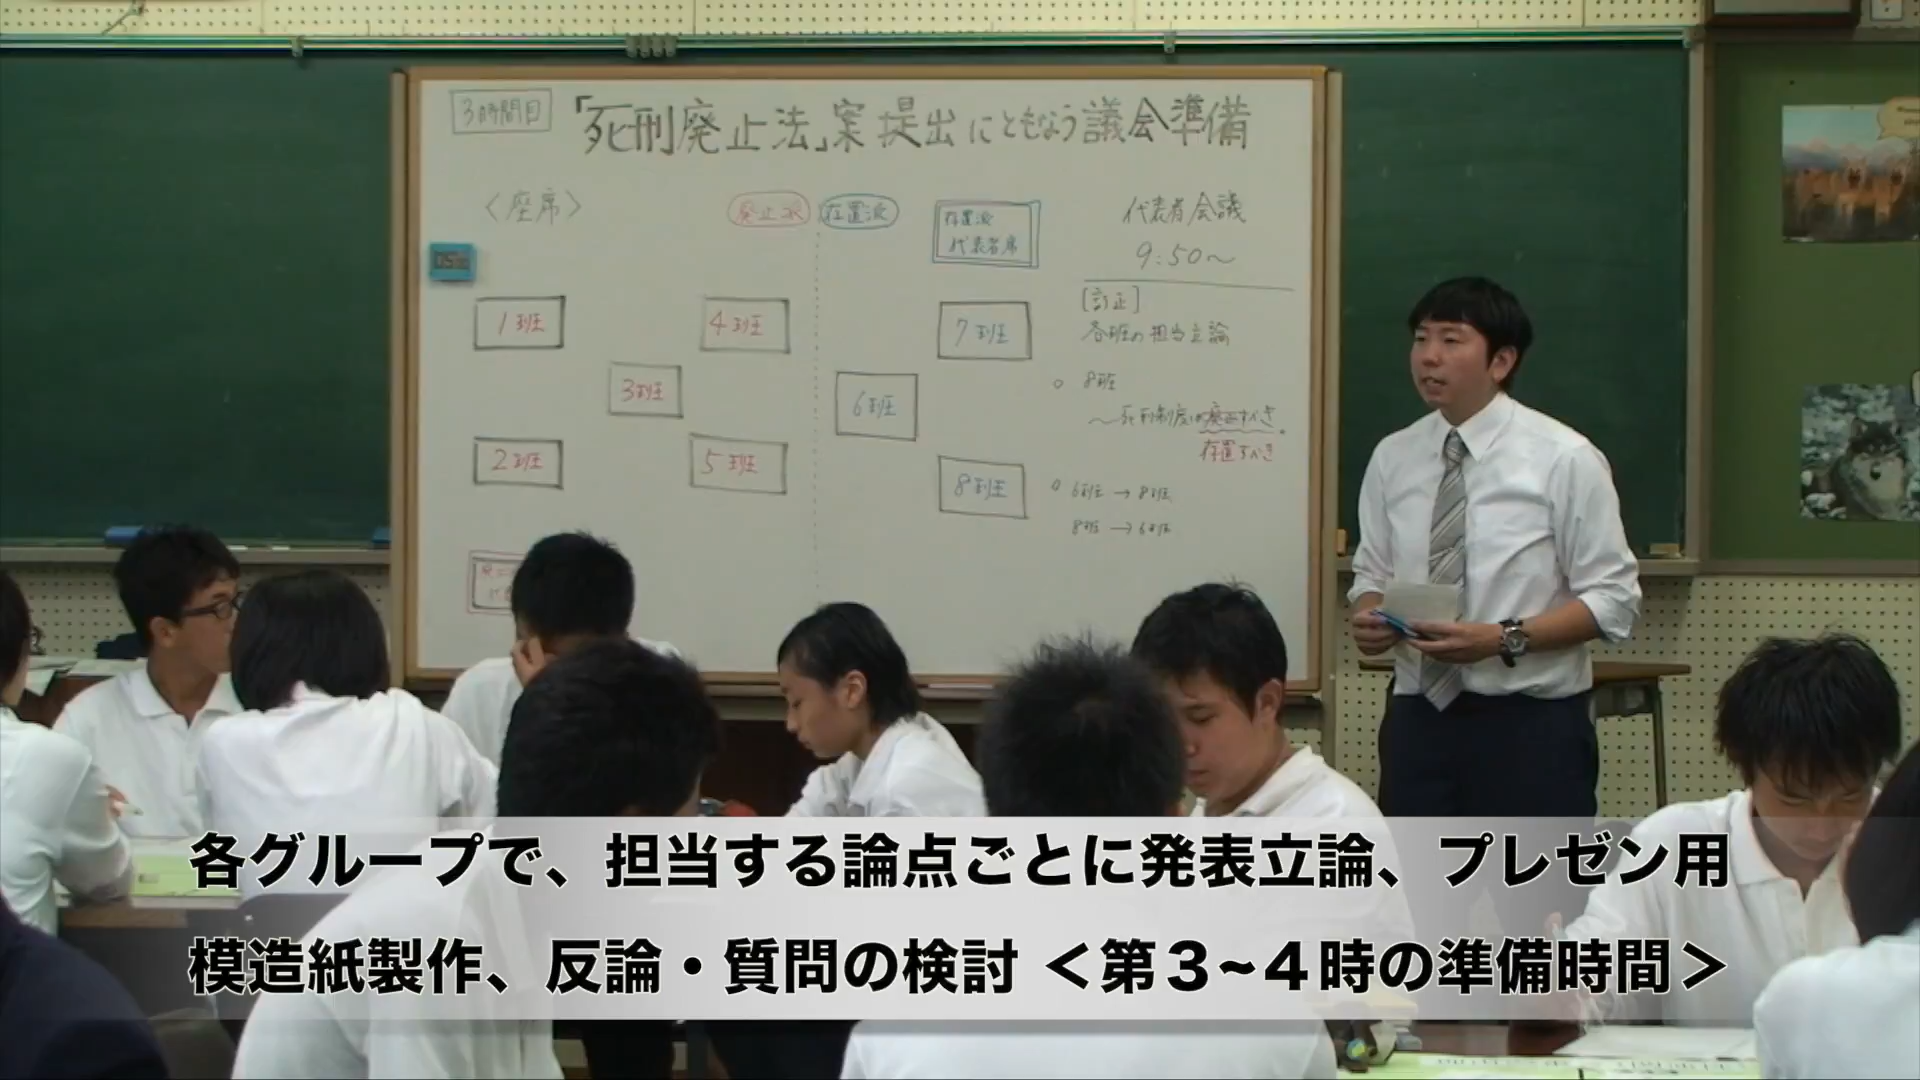 3時間目
「死刑廃止法」案提出にともなう議会準備
〈座席〉
廃止派
存置派
存置派
代表者席
代表者会議
9:50～
[訂正]
各班の担当立論
1班
4班
7班
3班
6班
○ 8班
～死刑制度は廃止すべき
存置すべき
2班
5班
8班
○ 6班→8班
8班→6班
各グループで、担当する論点ごとに発表立論、プレゼン用
模造紙製作、反論・質問の検討 ＜第３~４時の準備時間＞